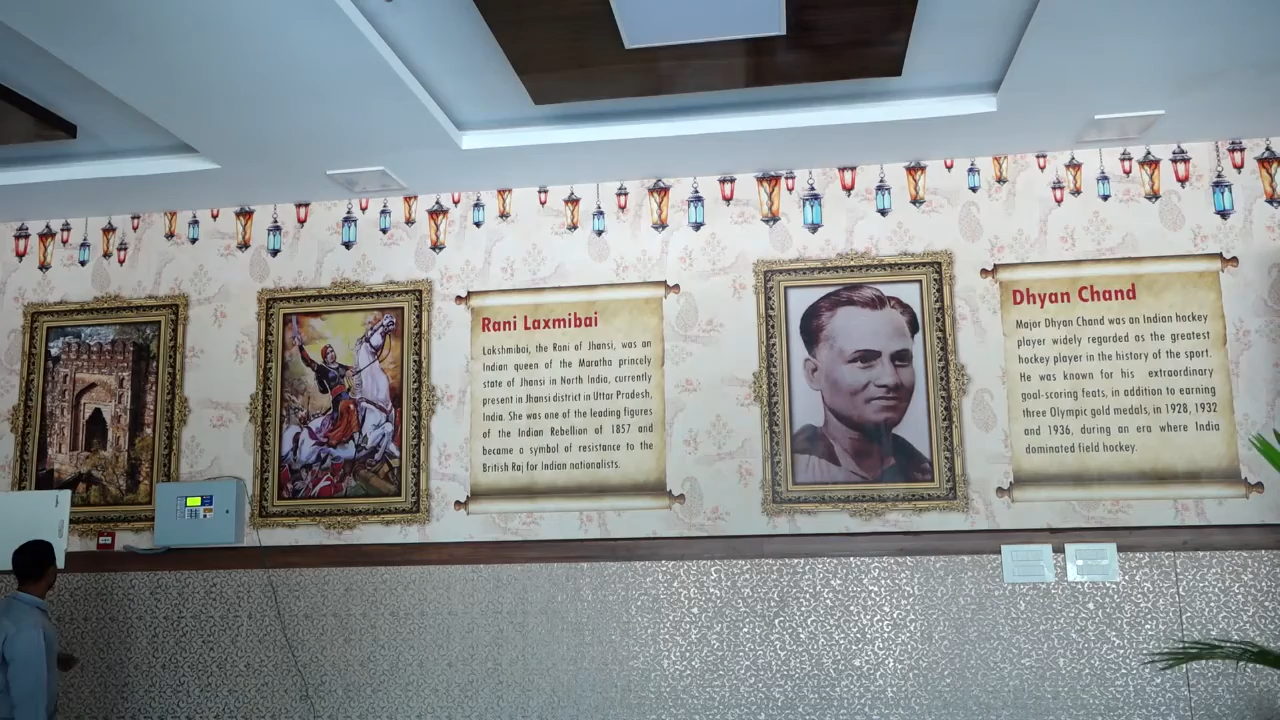 Rani Laxmibai
Lakshmibai, the Rani of Jhansi, was an
Indian queen of the Maratha princely
state of Jhansi in North India, currently
present in Jhansi district in Uttar Pradesh,
India. She was one of the leading figures
of the Indian Rebellion of 1857 and
became a symbol of resistance to the
British Raj for Indian nationalists.
Dhyan Chand
Major Dhyan Chand was an Indian hockey
player widely regarded as the greatest
hockey player in the history of the sport.
He was known for his extraordinary
goal-scoring feats, in addition to earning
three Olympic gold medals, in 1928, 1932
and 1936, during an era where India
dominated field hockey.